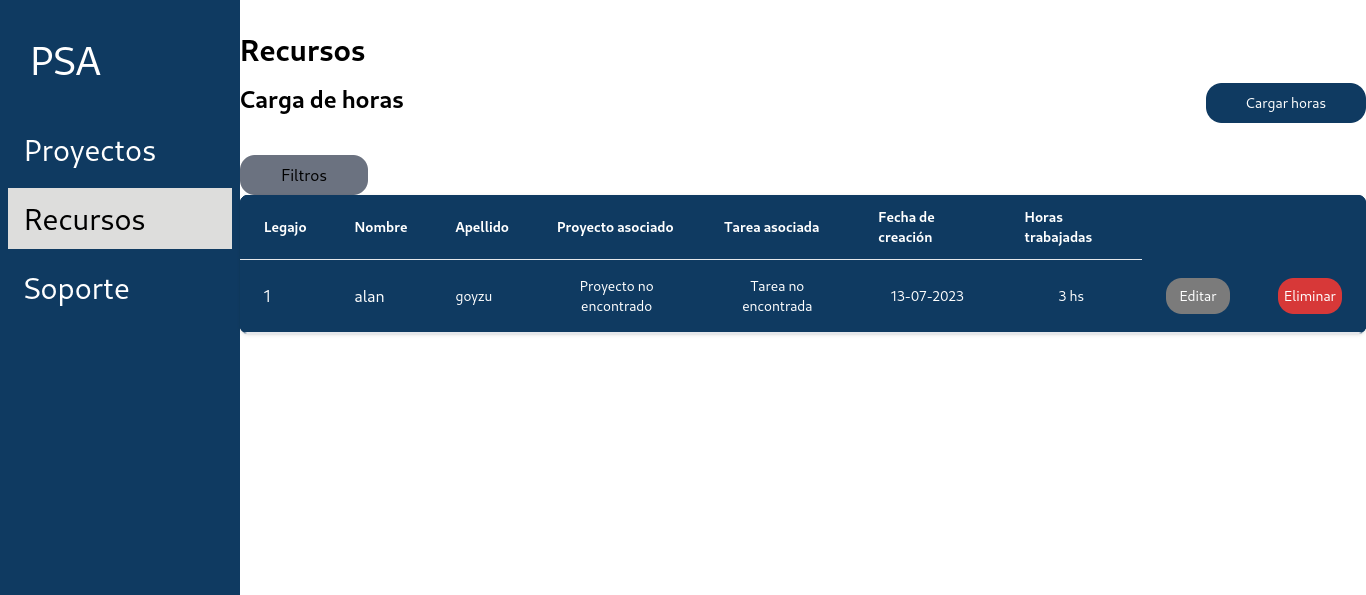 PSA
Proyectos
Recursos
Soporte
Recursos
Carga de horas
Cargar horas
Filtros
Legajo Nombre Apellido Proyecto asociado Tarea asociada Fecha de creación Horas trabajadas
1 alan goyzu Proyecto no encontrado Tarea no encontrada 13-07-2023 3 hs Editar Eliminar